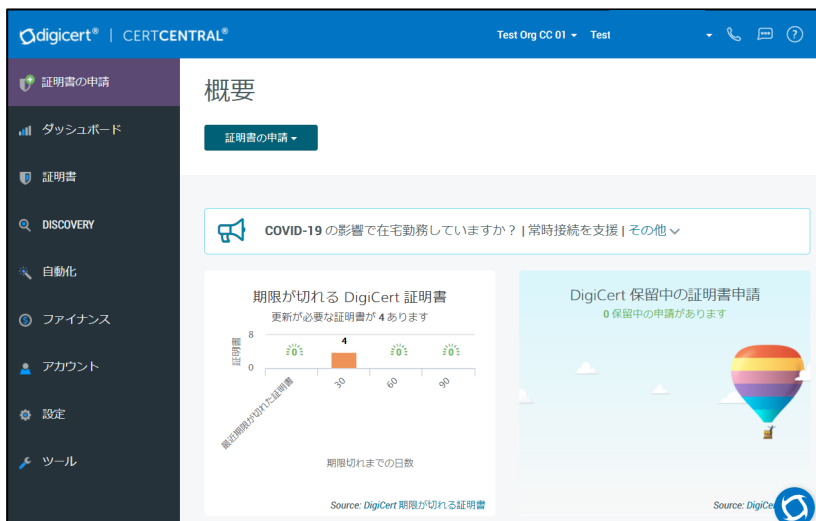 digicert® | CERTCENTRAL®
Test Org CC 01 Test
証明書の申請
ダッシュボード
証明書
DISCOVERY
自動化
ファイナンス
アカウント
設定
ツール
概要
証明書の申請
COVID-19 の影響で在宅勤務していますか？ | 常時接続を支援 | その他
期限が切れる DigiCert 証明書
更新が必要な証明書が 4 あります
証明書
8
0
0
4
0
0
最近期限が切れた証明書
30
60
90
期限切れまでの日数
Source: DigiCert 期限が切れる証明書
DigiCert 保留中の証明書申請
0 保留中の申請があります
Source: DigiCe